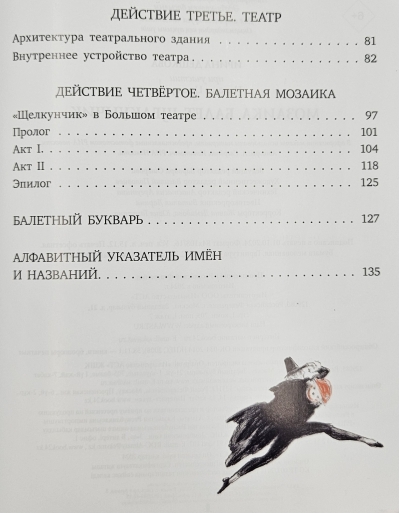 ДЕЙСТВИЕ ТРЕТЬЕ. ТЕАТР
Архитектура театрального здания . . . . . . . . . . . . . . . . . . . 81
Внутреннее устройство театра . . . . . . . . . . . . . . . . . . . . . 82
ДЕЙСТВИЕ ЧЕТВЁРТОЕ. БАЛЕТНАЯ МОЗАИКА
«Щелкунчик» в Большом театре . . . . . . . . . . . . . . . . . . . 97
Пролог . . . . . . . . . . . . . . . . . . . . . . . . . . . . . . . . . . . 101
Акт I. . . . . . . . . . . . . . . . . . . . . . . . . . . . . . . . . . . . 104
Акт II . . . . . . . . . . . . . . . . . . . . . . . . . . . . . . . . . . . 118
Эпилог . . . . . . . . . . . . . . . . . . . . . . . . . . . . . . . . . . . 125
БАЛЕТНЫЙ БУКВАРЬ . . . . . . . . . . . . . . . . . . . . . . . . . 127
АЛФАВИТНЫЙ УКАЗАТЕЛЬ ИМЁН
И НАЗВАНИЙ. . . . . . . . . . . . . . . . . . . . . . . . . . . . . . . 135